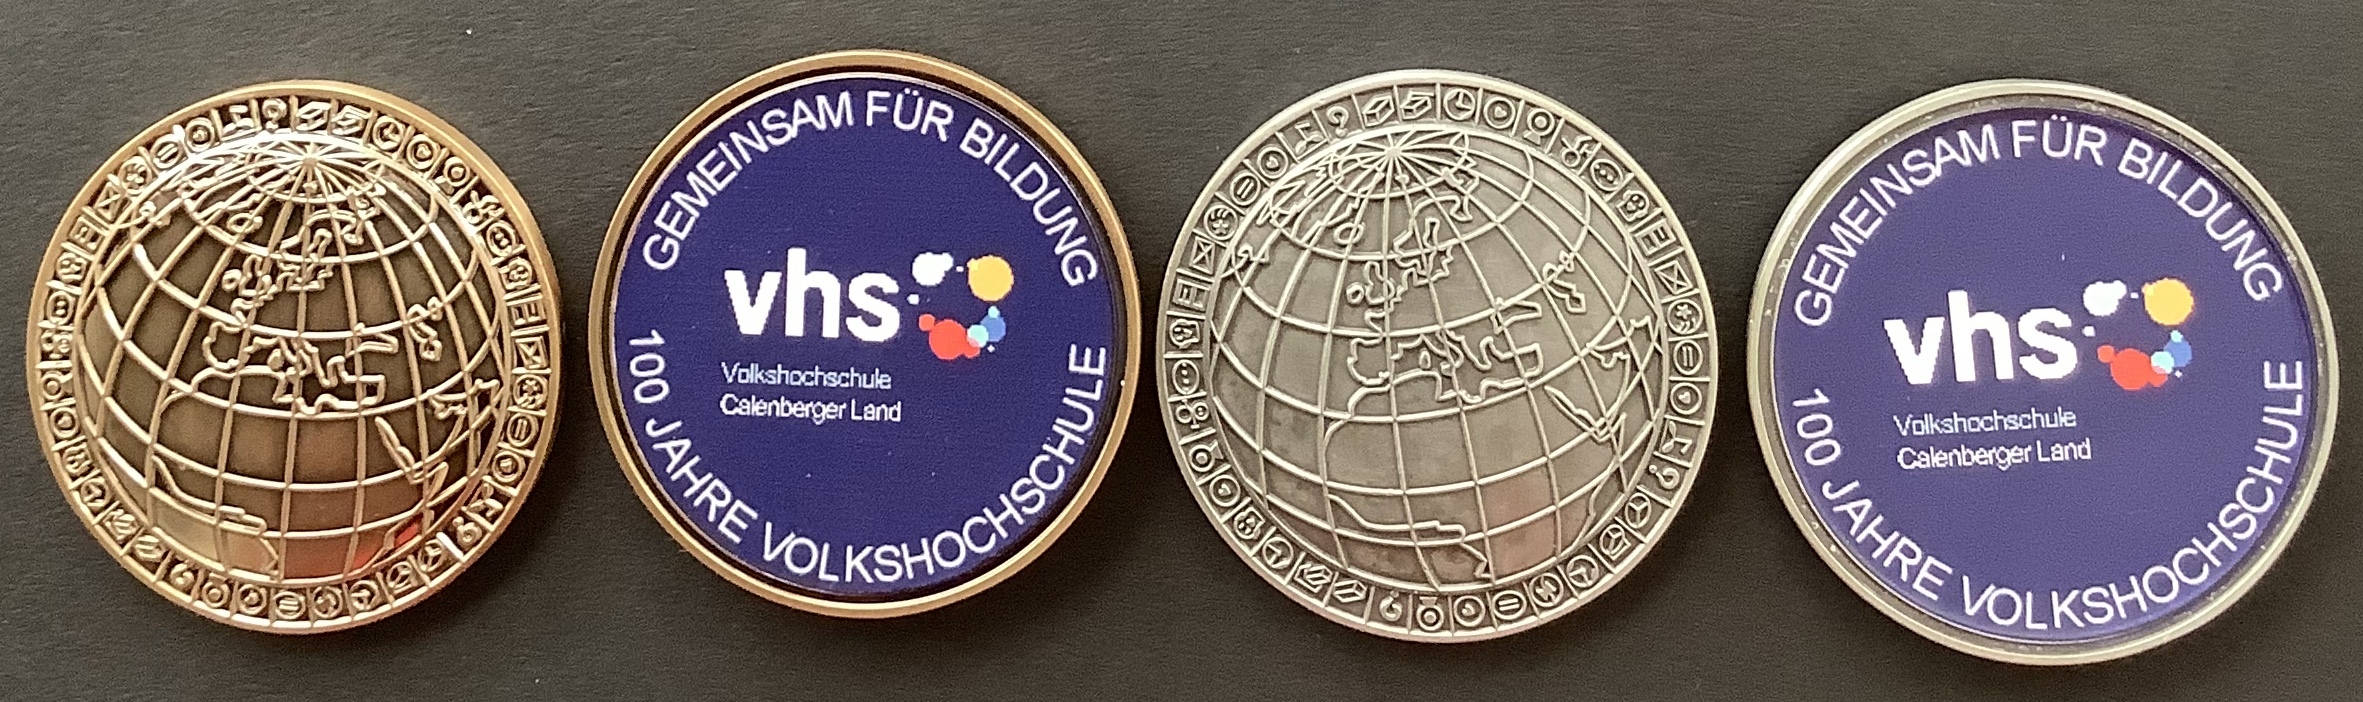 GEMEINSAM FÜR BILDUNG
vhs
Volkshochschule
Calenberger Land
100 JAHRE VOLKSHOCHSCHULE
GEMEINSAM FÜR BILDUNG
vhs
Volkshochschule
Calenberger Land
100 JAHRE VOLKSHOCHSCHULE